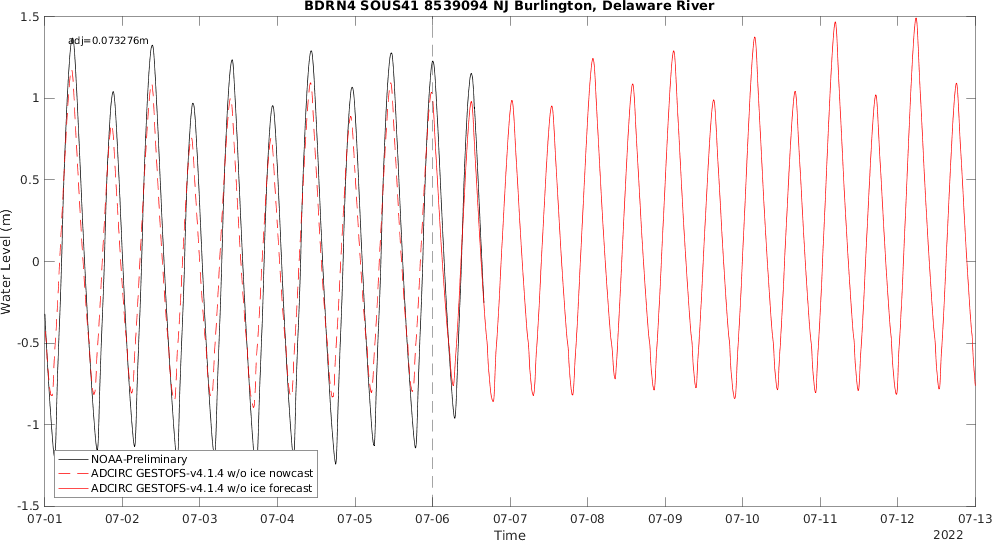 BDRN4 SOUS41 8539094 NJ Burlington, Delaware River
adj=0.073276m
1.5
1
0.5
0
-0.5
-1
-1.5
Water Level (m)
NOAA-Preliminary
ADCIRC GESTOFS-v4.1.4 w/o ice nowcast
ADCIRC GESTOFS-v4.1.4 w/o ice forecast
07-01 07-02 07-03 07-04 07-05 07-06 07-07 07-08 07-09 07-10 07-11 07-12 07-13
Time
2022